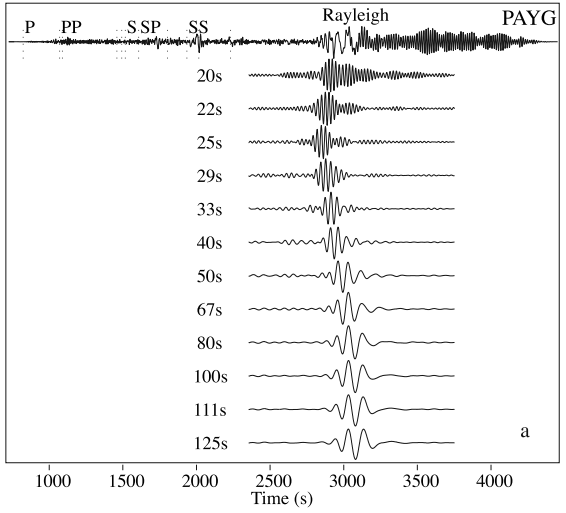 Rayleigh
PAYG
P PP S SP SS
20s
22s
25s
29s
33s
40s
50s
67s
80s
100s
111s
125s
a
1000 1500 2000 2500 3000 3500 4000
Time (s)